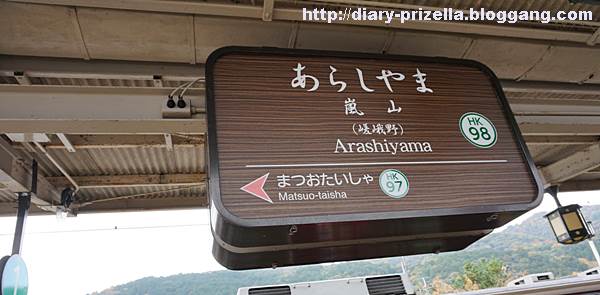 http://diary-prizella.bloggang.com
あらしやま
嵐山
(嵯峨野)
Arashiyama
HK
98
まつおたいしゃ
HK
97
Matsuo-taisha